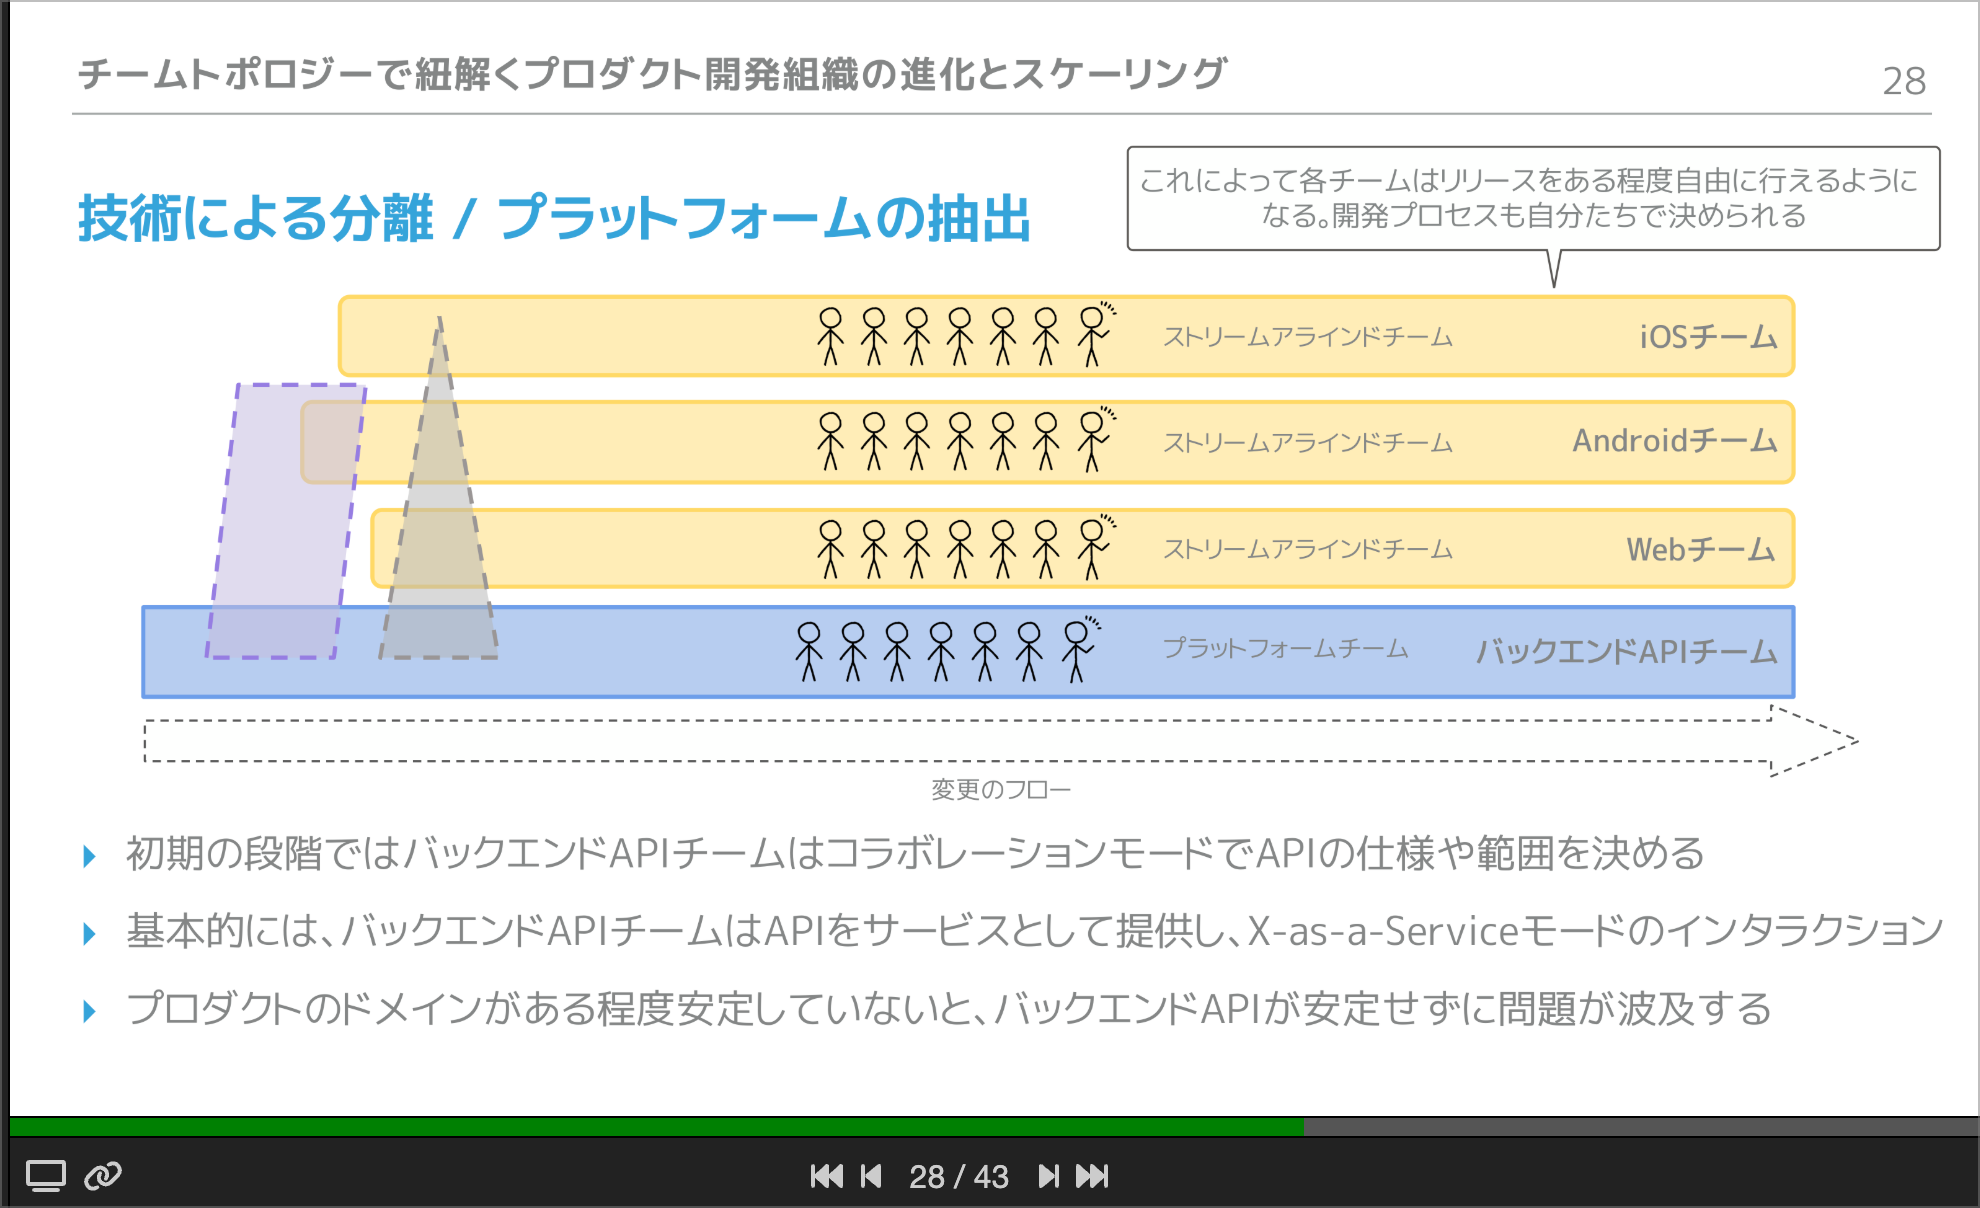 チームトポロジーで紐解くプロダクト開発組織の進化とスケーリング
28
技術による分離 / プラットフォームの抽出
これによって各チームはリリースをある程度自由に行えるように
なる。開発プロセスも自分たちで決められる
ストリームアラインドチーム iOSチーム
ストリームアラインドチーム Androidチーム
ストリームアラインドチーム Webチーム
プラットフォームチーム バックエンドAPIチーム
変更のフロー
初期の段階ではバックエンドAPIチームはコラボレーションモードでAPIの仕様や範囲を決める
基本的には、バックエンドAPIチームはAPIをサービスとして提供し、X-as-a-Serviceモードのインタラクション
プロダクトのドメインがある程度安定していないと、バックエンドAPIが安定せずに問題が波及する
28 / 43